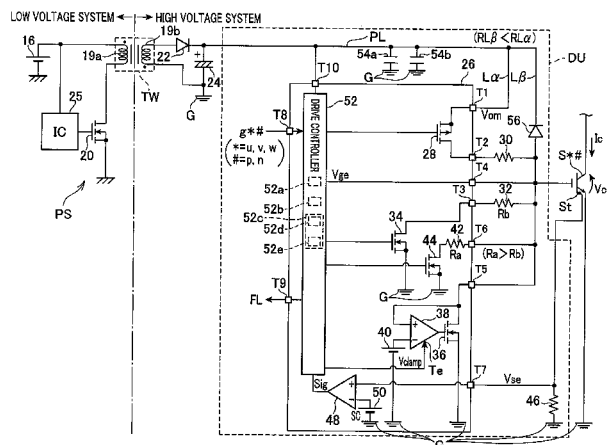 LOW VOLTAGE SYSTEM HIGH VOLTAGE SYSTEM
19b
PL
(RLβ<RLα)
DU
16
19a
22
54a
54b
G
24
TW
T10
26
Lα
Lβ
G
25
IC
20
PS
52
DRIVE CONTROLLER
T1
Vom
56
T8
g*#
(*=u, v, w
#=p, n)
28
T2
30
S*#
Ic
Vge
T4
T3
32
Rb
St
52a
52b
52c
52d
52e
34
42
T6
44
Ra
(Ra>Rb)
T9
FL
G
T5
38
40
36
Vclamp
Te
T7
Vse
Sig
48
SC
50
46
G